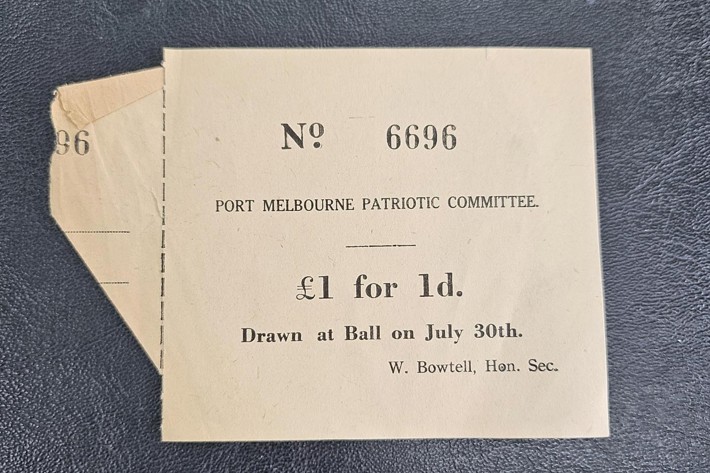 96
Nº 6696
PORT MELBOURNE PATRIOTIC COMMITTEE.
£1 for 1d.
Drawn at Ball on July 30th.
W. Bowtell, Hon. Sec.